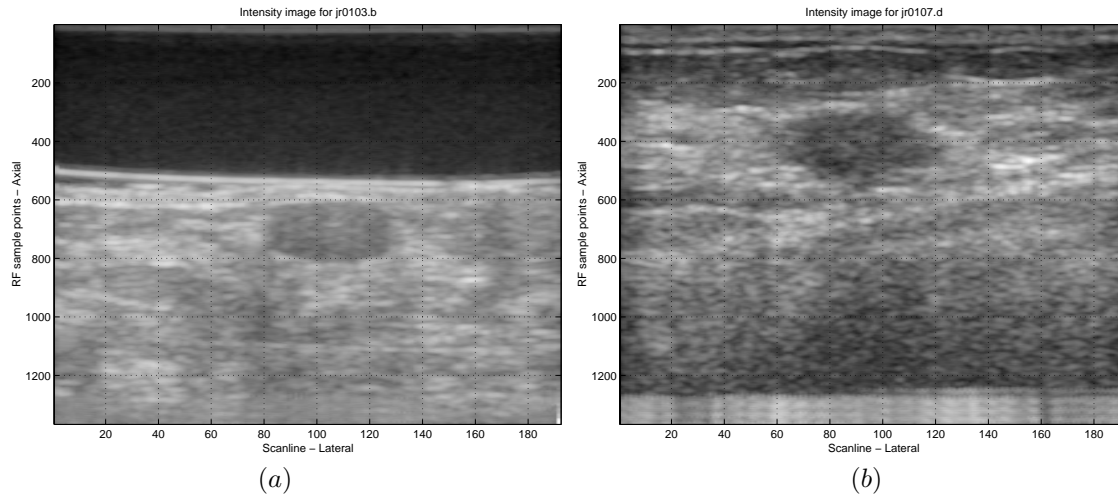 Intensity image for jr0103.b
RF sample points – Axial
200
400
600
800
1000
1200
20 40 60 80 100 120 140 160 180
Scanline – Lateral
(a)
Intensity image for jr0107.d
RF sample points – Axial
200
400
600
800
1000
1200
20 40 60 80 100 120 140 160 180
Scanline – Lateral
(b)